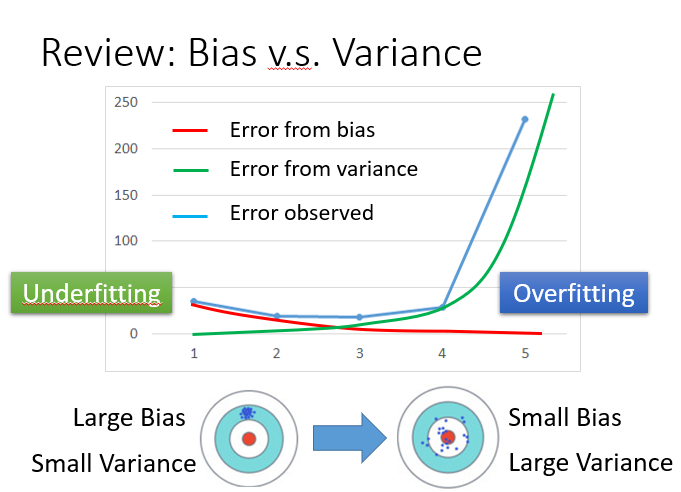 Review: Bias v.s. Variance
250
200
150
100
0
Error from bias
Error from variance
Error observed
Underfitting
Overfitting
1 2 3 4 5
Large Bias
Small Variance
Small Bias
Large Variance